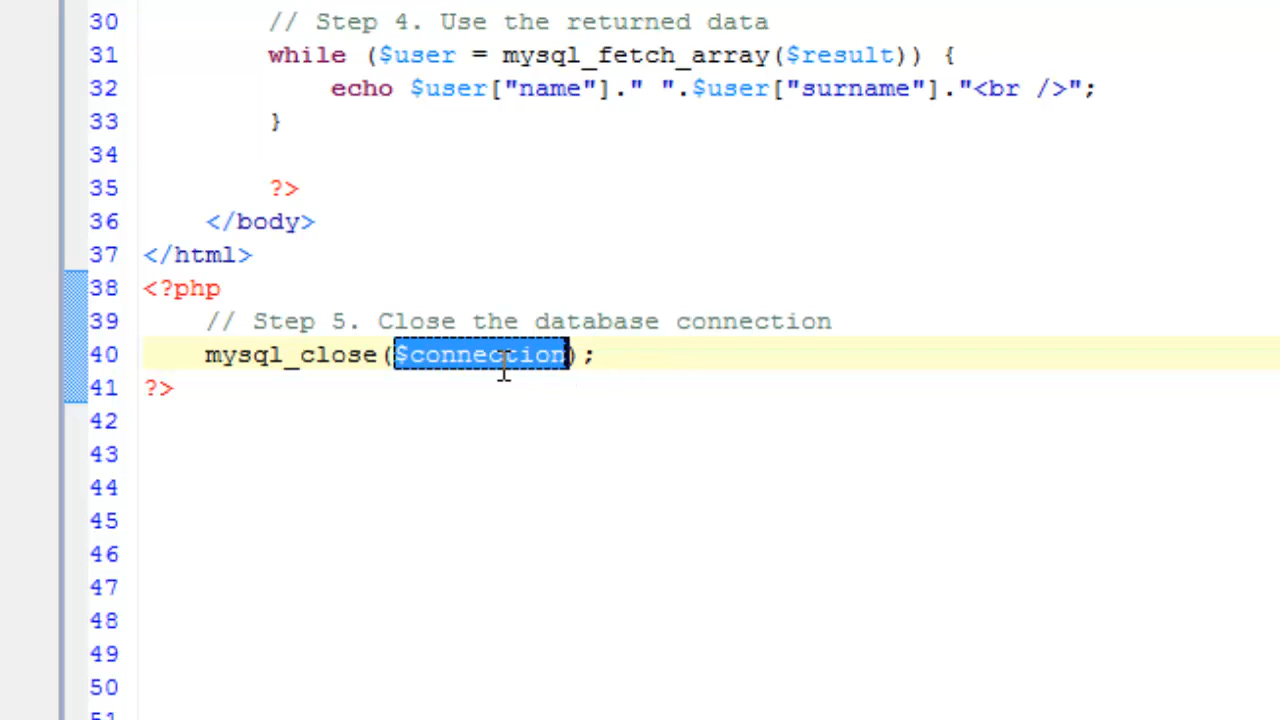 30 // Step 4. Use the returned data
31 while ($user = mysql_fetch_array($result)) {
32 echo $user["name"]." ".$user["surname"]."<br />";
33 }
34
35 ?>
36 </body>
37 </html>
38 <?php
39 // Step 5. Close the database connection
40 mysql_close($connection);
41 ?>
42
43
44
45
46
47
48
49
50
51